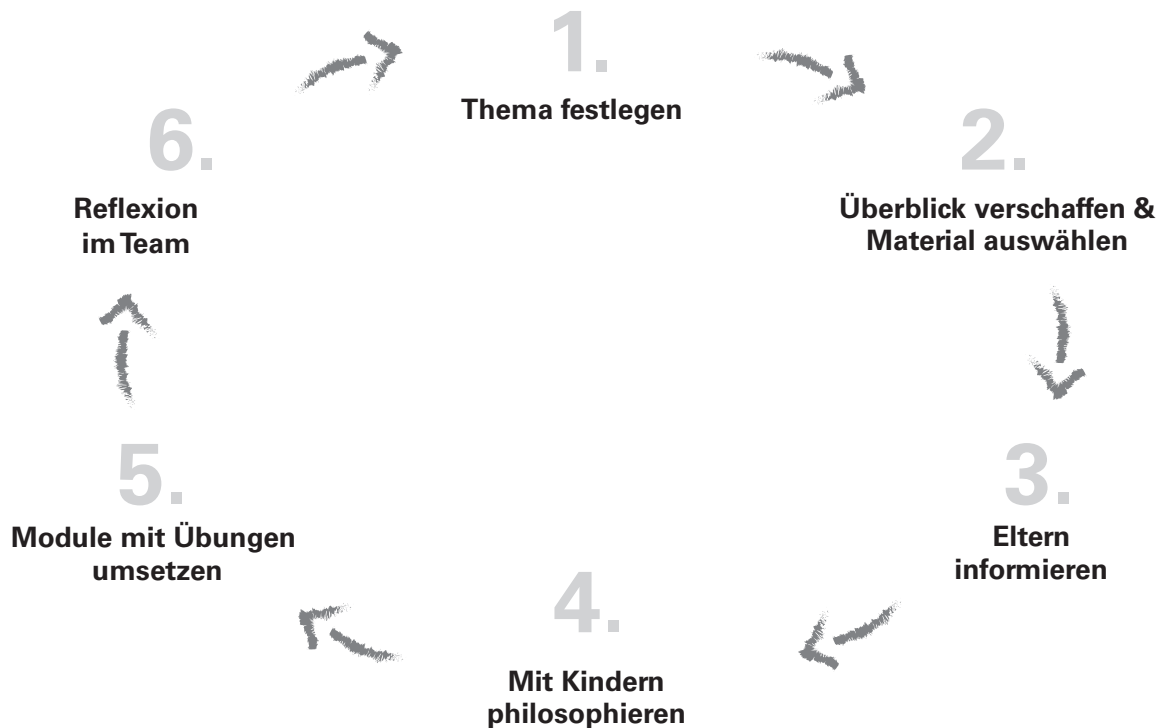 1.
Thema festlegen
2.
Überblick verschaffen &
Material auswählen
3.
Eltern
informieren
4.
Mit Kindern
philosophieren
5.
Module mit Übungen
umsetzen
6.
Reflexion
im Team